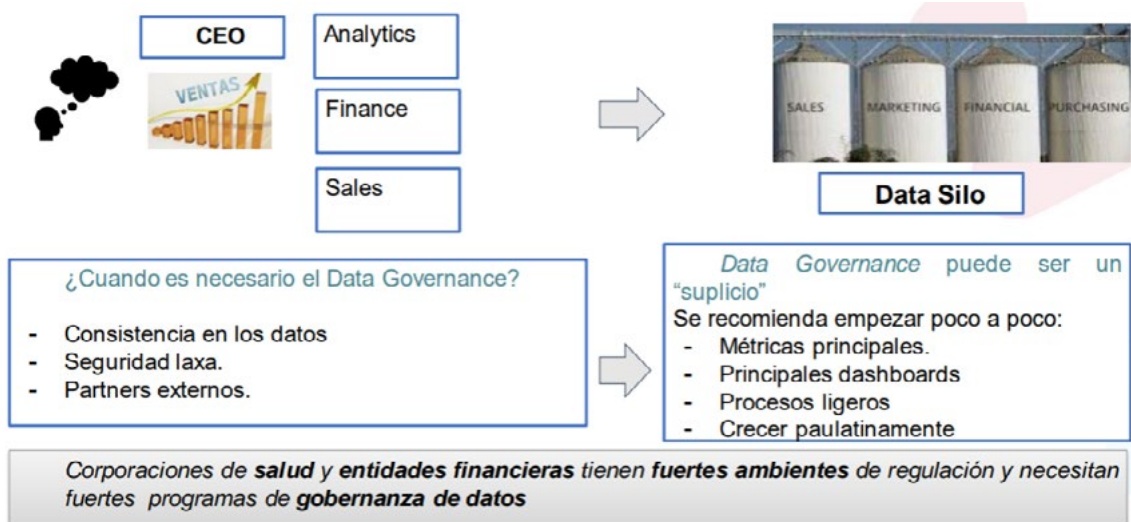 CEO
VENTAS
Analytics
Finance
Sales
SALES
MARKETING
FINANCIAL
PURCHASING
Data Silo
¿Cuando es necesario el Data Governance?
- Consistencia en los datos
- Seguridad laxa.
- Partners externos.
Data Governance puede ser un
“suplicio”
Se recomienda empezar poco a poco:
- Métricas principales.
- Principales dashboards
- Procesos ligeros
- Crecer paulatinamente
Corporaciones de salud y entidades financieras tienen fuertes ambientes de regulación y necesitan
fuertes programas de gobernanza de datos